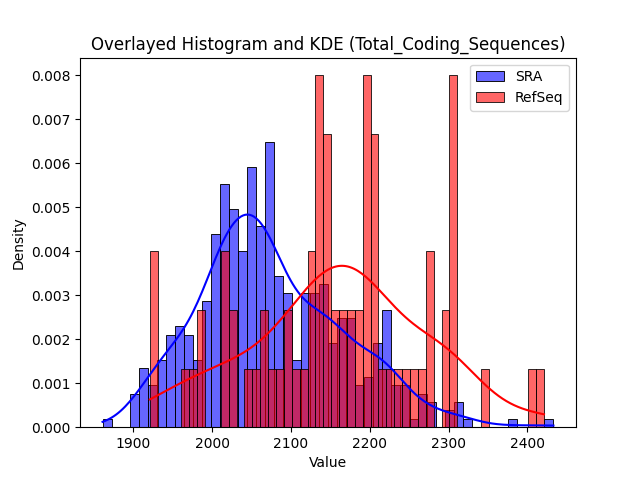 Overlayed Histogram and KDE (Total_Coding_Sequences)
SRA
RefSeq
0.008
0.007
0.006
0.005
0.004
0.003
0.002
0.001
0.000
Density
1900 2000 2100 2200 2300 2400
Value